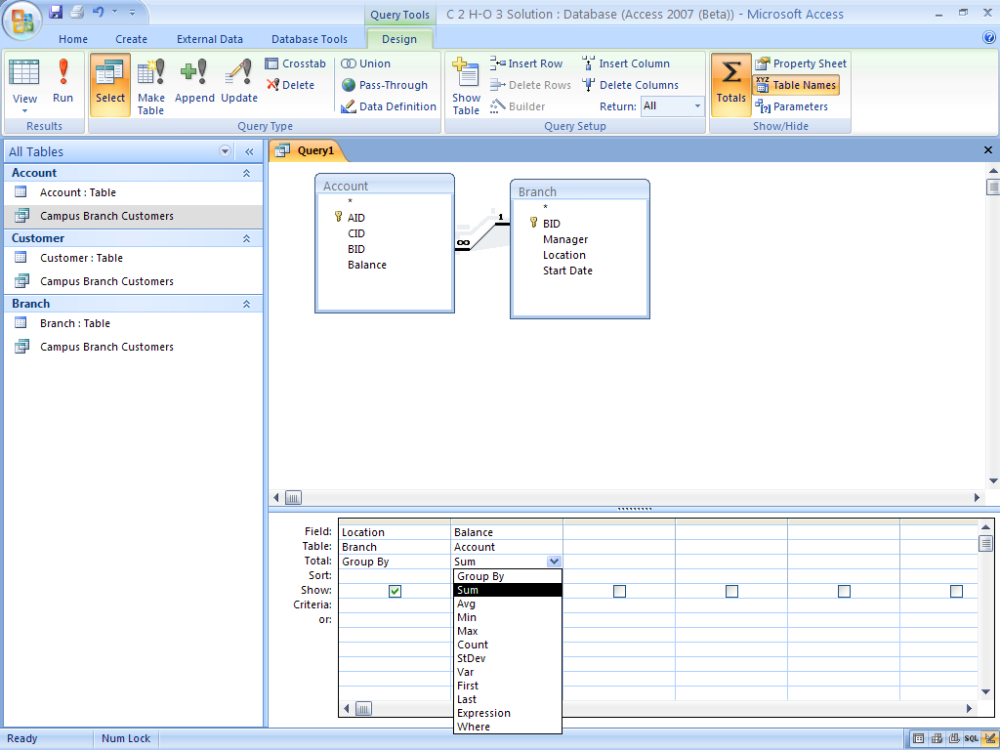 Query Tools
C 2 H-O 3 Solution : Database (Access 2007 (Beta)) - Microsoft Access
Home Create External Data Database Tools Design
View
Run
Results
Select
Make Table
Append
Update
Crosstab
Delete
Union
Pass-Through
Data Definition
Query Type
Show Table
Insert Row
Delete Rows
Builder
Insert Column
Delete Columns
Return: All
Query Setup
Σ
Totals
Property Sheet
XYZ Table Names
Parameters
Show/Hide
All Tables «
Account
Account : Table
Campus Branch Customers
Customer
Customer : Table
Campus Branch Customers
Branch
Branch : Table
Campus Branch Customers
Query1
Account
*
AID
CID
BID
Balance
∞ 1
Branch
*
BID
Manager
Location
Start Date
Field: Location Balance
Table: Branch Account
Total: Group By Sum
Sort:
Show:
Criteria:
or:
Group By
Sum
Avg
Min
Max
Count
StDev
Var
First
Last
Expression
Where
Ready Num Lock SQL